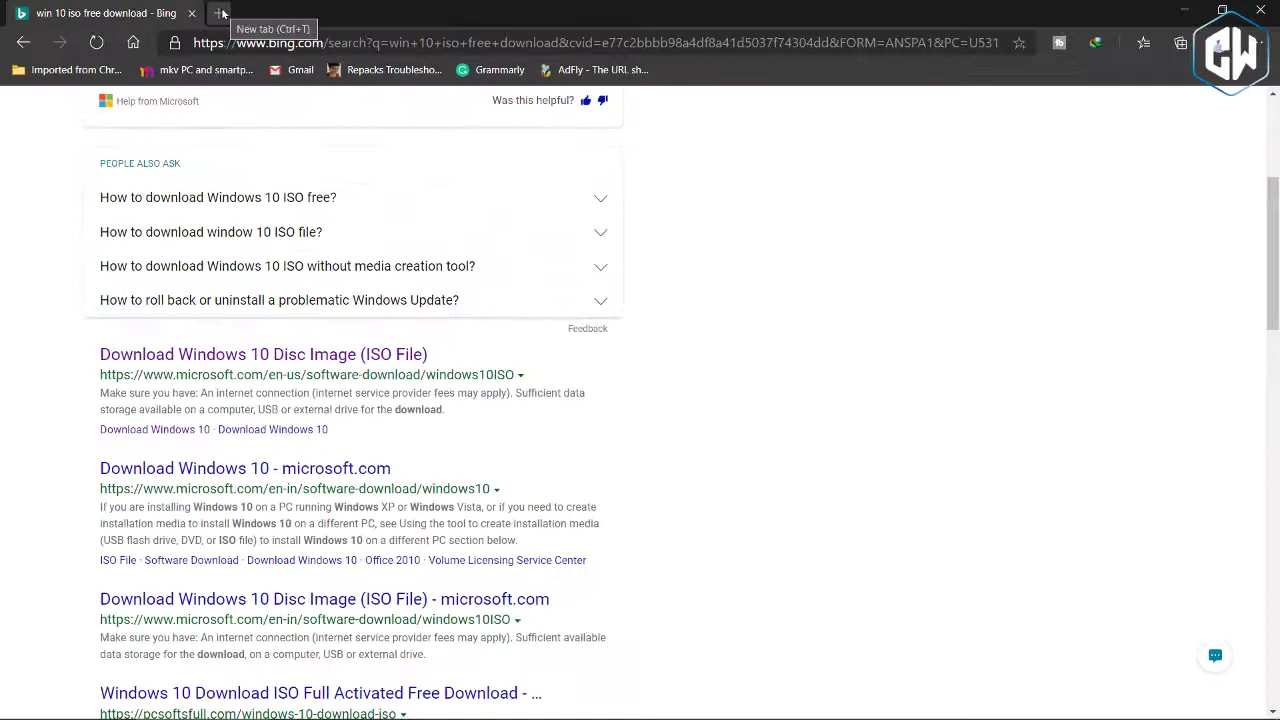 win 10 iso free download - Bing
New tab (Ctrl+T)
https://www.bing.com/search?q=win+10+iso+free+download&cvid=e77c2bbbb98a4df8a41d5037f74304dd&FORM=ANSPA1&PC=U531
Imported from Chr...
mkv PC and smartp...
Gmail
Repacks Troublesho...
Grammarly
AdFly - The URL sh...
GW
Help from Microsoft
Was this helpful?
PEOPLE ALSO ASK
How to download Windows 10 ISO free?
How to download window 10 ISO file?
How to download Windows 10 ISO without media creation tool?
How to roll back or uninstall a problematic Windows Update?
Feedback
Download Windows 10 Disc Image (ISO File)
https://www.microsoft.com/en-us/software-download/windows10ISO
Make sure you have: An internet connection (internet service provider fees may apply). Sufficient data
storage available on a computer, USB or external drive for the download.
Download Windows 10 · Download Windows 10
Download Windows 10 - microsoft.com
https://www.microsoft.com/en-in/software-download/windows10
If you are installing Windows 10 on a PC running Windows XP or Windows Vista, or if you need to create
installation media to install Windows 10 on a different PC, see Using the tool to create installation media
(USB flash drive, DVD, or ISO file) to install Windows 10 on a different PC section below.
ISO File · Software Download · Download Windows 10 · Office 2010 · Volume Licensing Service Center
Download Windows 10 Disc Image (ISO File) - microsoft.com
https://www.microsoft.com/en-in/software-download/windows10ISO
Make sure you have: An internet connection (internet service provider fees may apply). Sufficient available
data storage for the download, on a computer, USB or external drive.
Windows 10 Download ISO Full Activated Free Download - ...
https://pcsoftsfull.com/windows-10-download-iso